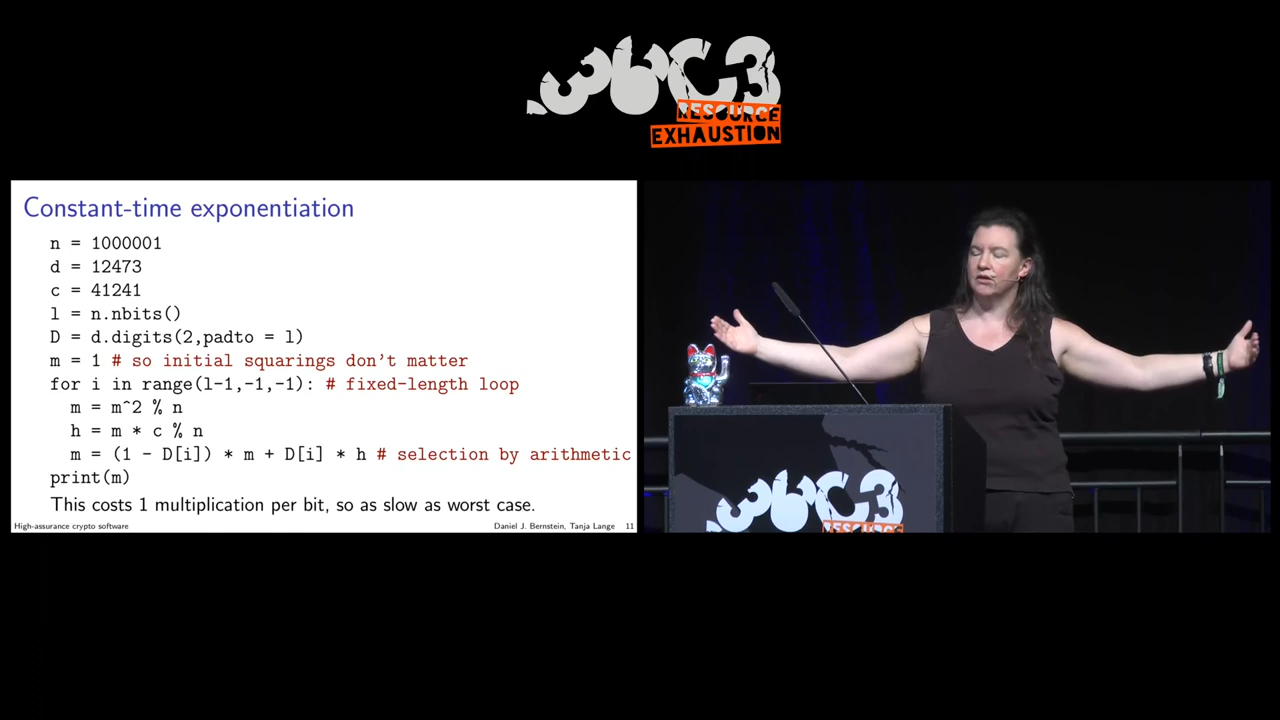 36C3
RESOURCE
EXHAUSTION
Constant-time exponentiation
n = 1000001
d = 12473
c = 41241
l = n.nbits()
D = d.digits(2,padto = l)
m = 1 # so initial squarings don't matter
for i in range(l-1,-1,-1): # fixed-length loop
m = m^2 % n
h = m * c % n
m = (1 - D[i]) * m + D[i] * h # selection by arithmetic
print(m)
This costs 1 multiplication per bit, so as slow as worst case.
High-assurance crypto software
Daniel J. Bernstein, Tanja Lange 11
36C3
RESOURCE